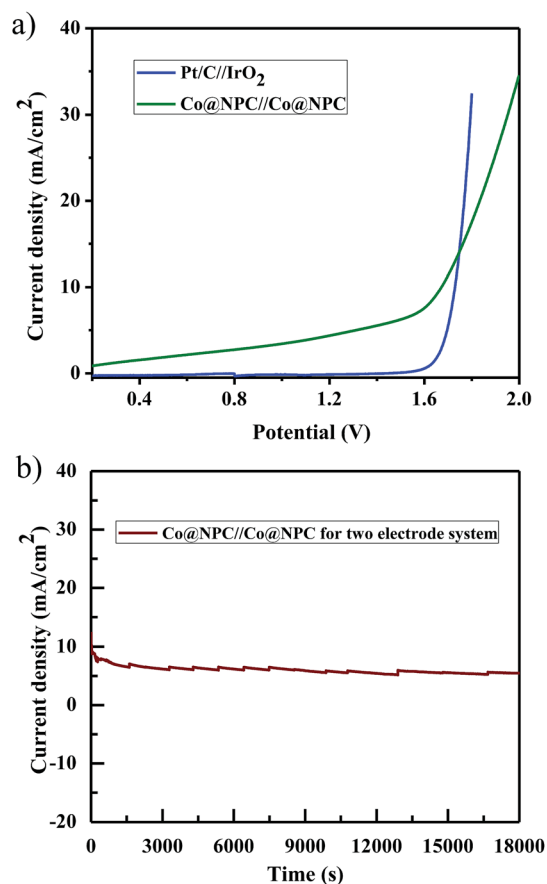 a)
40
30
20
10
0
Current density (mA/cm²)
Pt/C//IrO₂
Co@NPC//Co@NPC
0.4 0.8 1.2 1.6 2.0
Potential (V)
b)
40
30
20
10
0
-10
-20
Current density (mA/cm²)
Co@NPC//Co@NPC for two electrode system
0 3000 6000 9000 12000 15000 18000
Time (s)